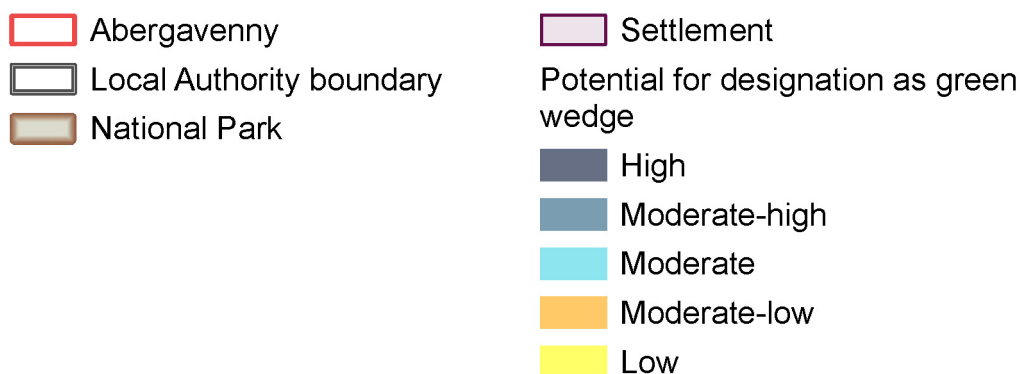 Abergavenny
Local Authority boundary
National Park
Settlement
Potential for designation as green
wedge
High
Moderate-high
Moderate
Moderate-low
Low